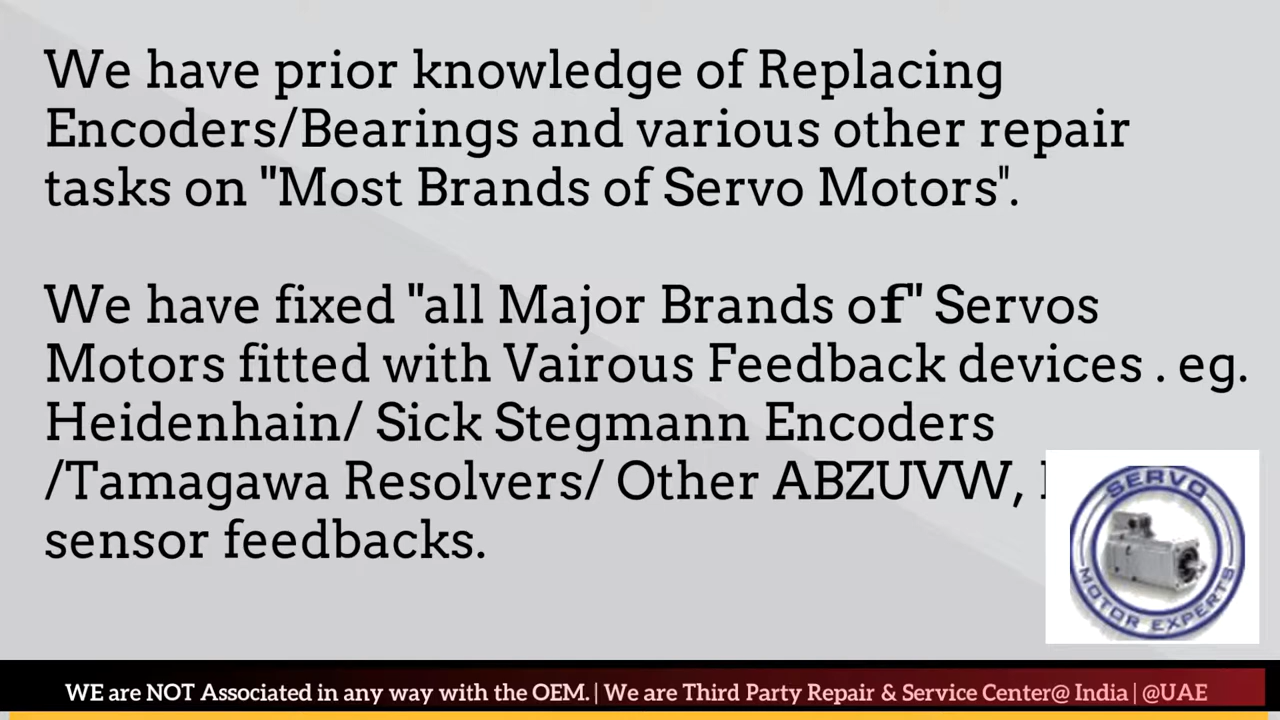 We have prior knowledge of Replacing
Encoders/Bearings and various other repair
tasks on "Most Brands of Servo Motors".
We have fixed "all Major Brands of" Servos
Motors fitted with Vairous Feedback devices . eg.
Heidenhain/ Sick Stegmann Encoders
/Tamagawa Resolvers/ Other ABZUVW,
sensor feedbacks.
SERVO
MOTOR EXPERTS
WE are NOT Associated in any way with the OEM. | We are Third Party Repair & Service Center@ India | @UAE